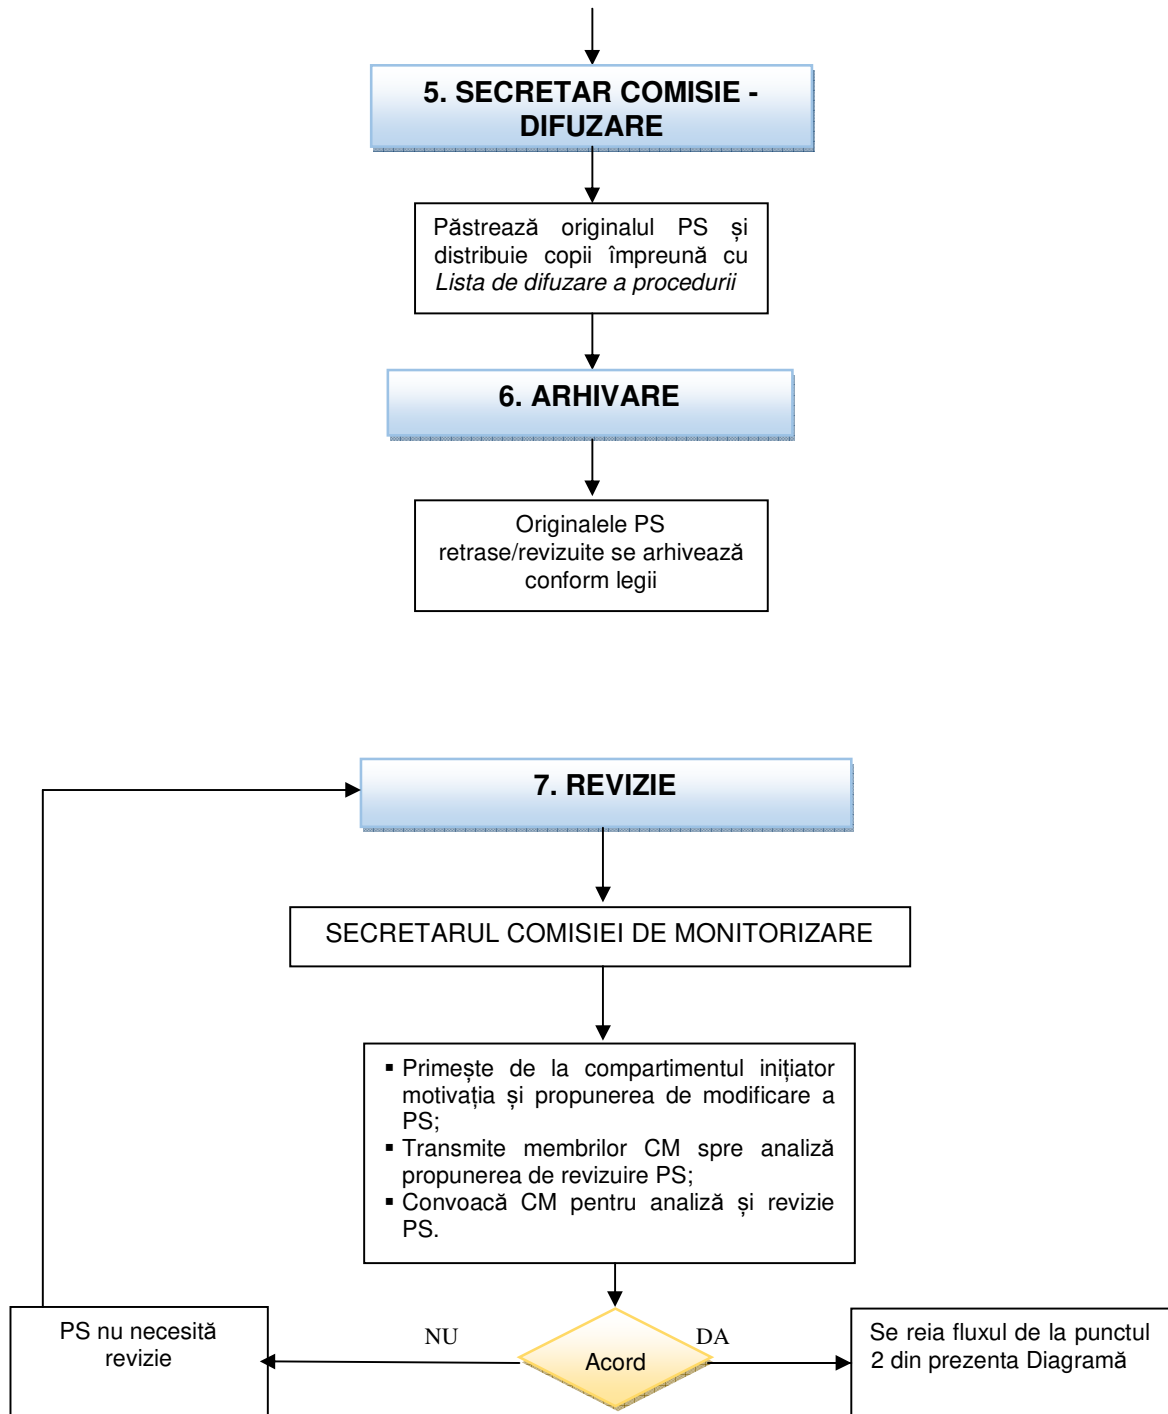 5. SECRETAR COMISIE -
DIFUZARE
Păstrează originalul PS și
distribuie copii împreună cu
Lista de difuzare a procedurii
6. ARHIVARE
Originalele PS
retrase/revizuite se arhivează
conform legii
7. REVIZIE
SECRETARUL COMISIEI DE MONITORIZARE
▪ Primește de la compartimentul inițiator
motivația și propunerea de modificare a
PS;
▪ Transmite membrilor CM spre analiză
propunerea de revizuire PS;
▪ Convoacă CM pentru analiză și revizie
PS.
PS nu necesită
revizie
NU
Acord
DA
Se reia fluxul de la punctul
2 din prezenta Diagramă